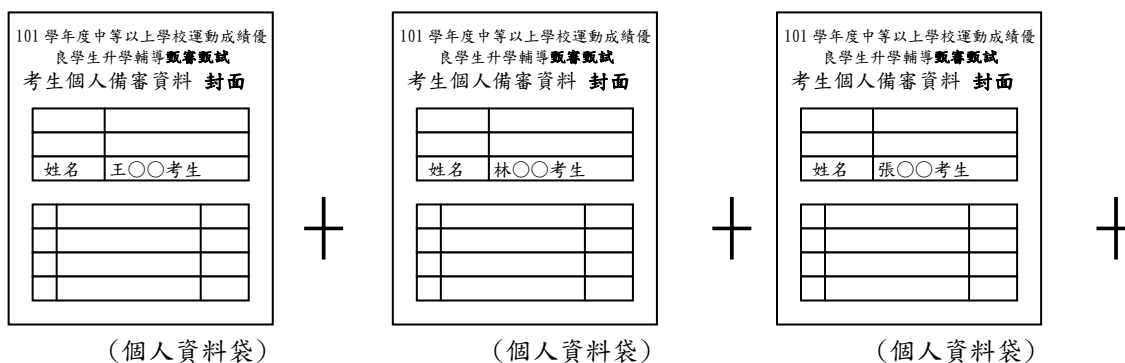 101 學年度中等以上學校運動成績優
良學生升學輔導甄審甄試
考生個人備審資料 封面
姓名 王○○考生
(個人資料袋)
+
101 學年度中等以上學校運動成績優
良學生升學輔導甄審甄試
考生個人備審資料 封面
姓名 林○○考生
(個人資料袋)
+
101 學年度中等以上學校運動成績優
良學生升學輔導甄審甄試
考生個人備審資料 封面
姓名 張○○考生
(個人資料袋)
+